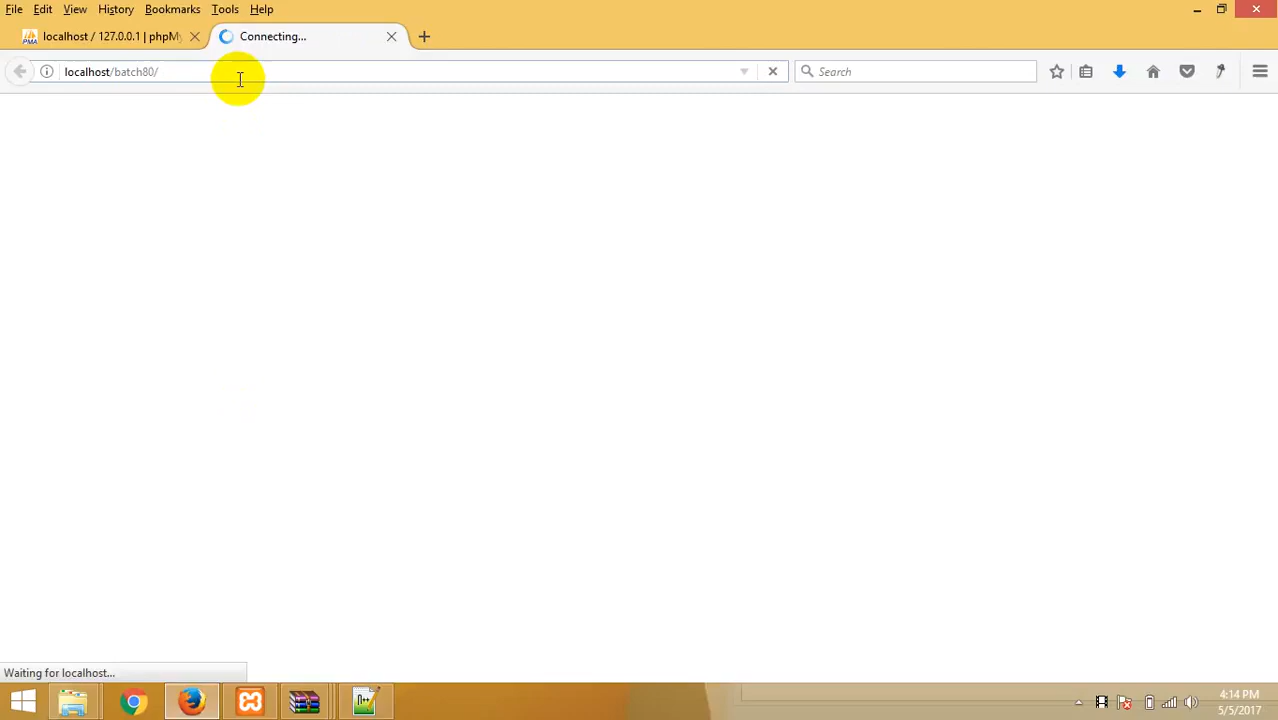 File Edit View History Bookmarks Tools Help
localhost / 127.0.0.1 | phpMy
Connecting...
localhost/batch80/
Search
Waiting for localhost...
4:14 PM
5/5/2017